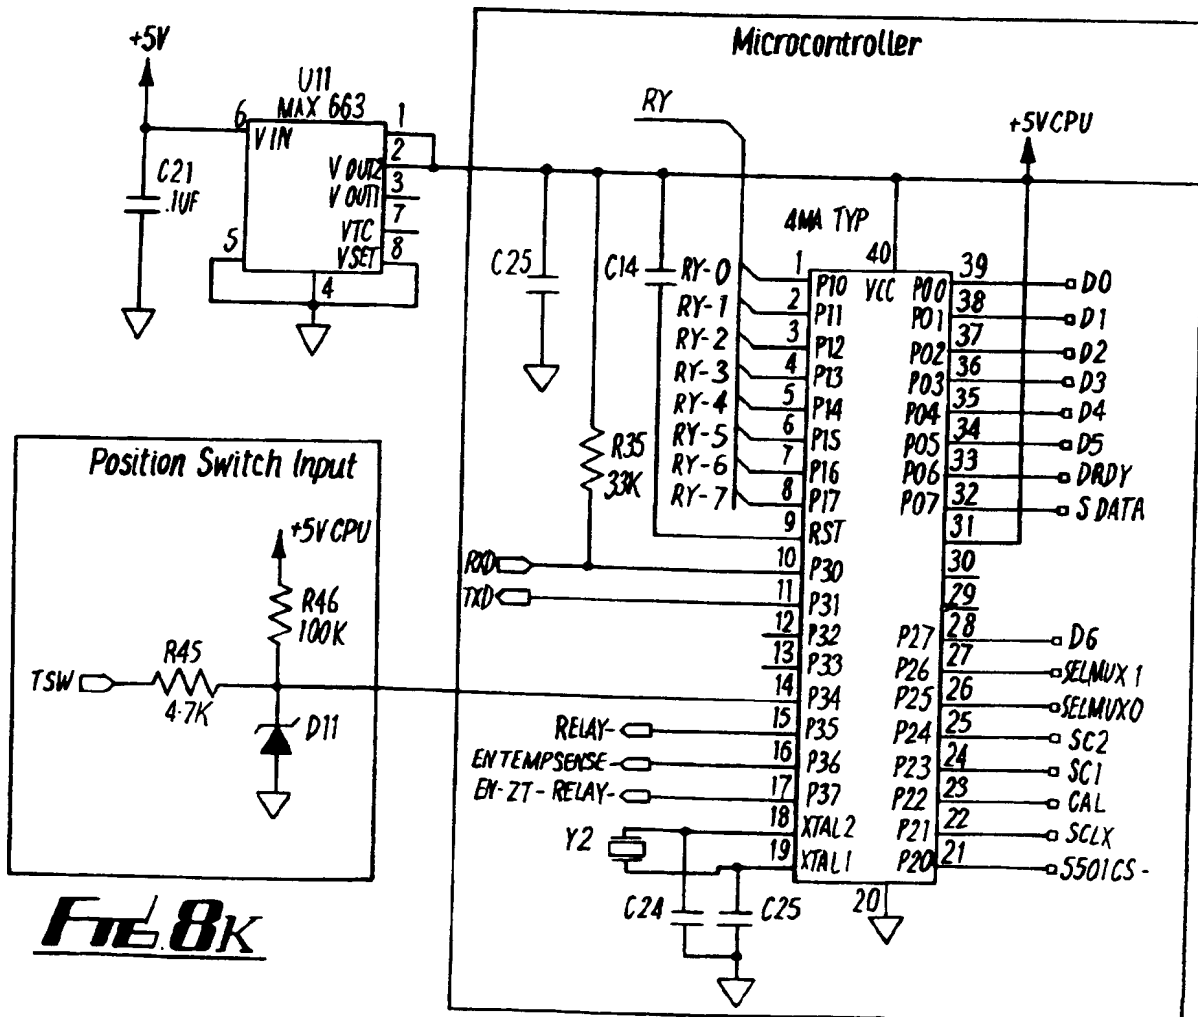 Microcontroller
+5V
U11
MAX 663
6
VIN
1
2
V OUT2
3
V OUT1
7
VTC
8
VSET
5
4
C21
.1UF
RY
+5V CPU
4MA TYP
40
VCC
C25
C14
R35
33K
RY-0
RY-1
RY-2
RY-3
RY-4
RY-5
RY-6
RY-7
1 P10
2 P11
3 P12
4 P13
5 P14
6 P15
7 P16
8 P17
9 RST
RXD 10 P30
TXD 11 P31
12 P32
13 P33
14 P34
RELAY- 15 P35
EN TEMPSENSE- 16 P36
EN-ZT-RELAY- 17 P37
18 XTAL2
19 XTAL1
Y2
C24
C25
20
P00 39 D0
P01 38 D1
P02 37 D2
P03 36 D3
P04 35 D4
P05 34 D5
P06 33 DRDY
P07 32 S DATA
31
30
29
P27 28 D6
P26 27 SELMUX 1
P25 26 SELMUX0
P24 25 SC2
P23 24 SC1
P22 23 CAL
P21 22 SCLX
P20 21 5501CS-
Position Switch Input
+5V CPU
R46
100K
R45
TSW
4.7K
D11
FIG. 8K